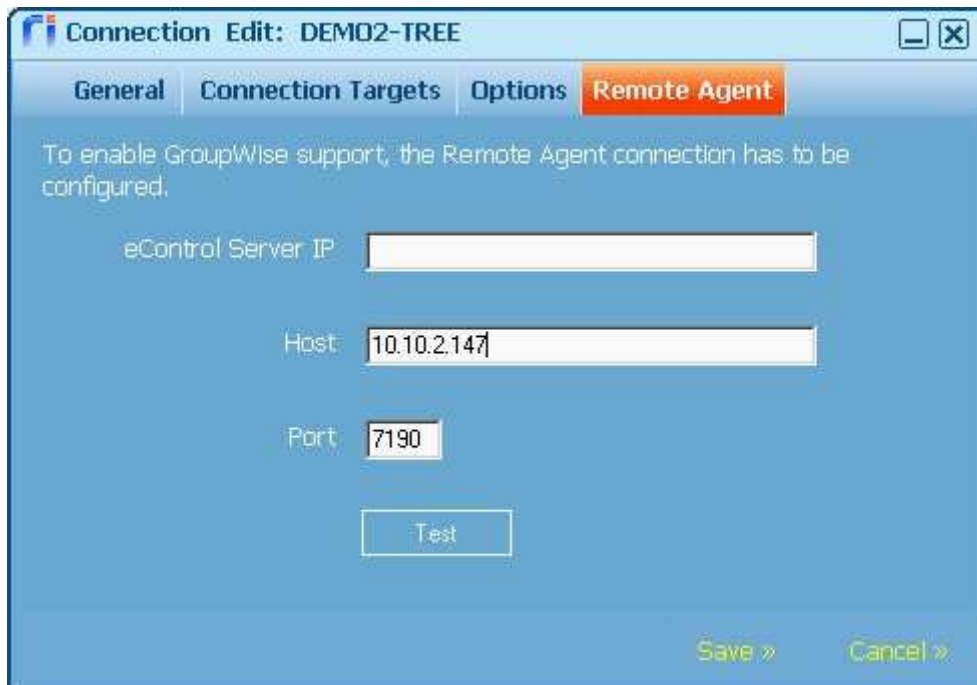 Connection Edit: DEMO2-TREE
General Connection Targets Options Remote Agent
To enable GroupWise support, the Remote Agent connection has to be
configured.
eControl Server IP
Host 10.10.2.147
Port 7190
Test
Save » Cancel »